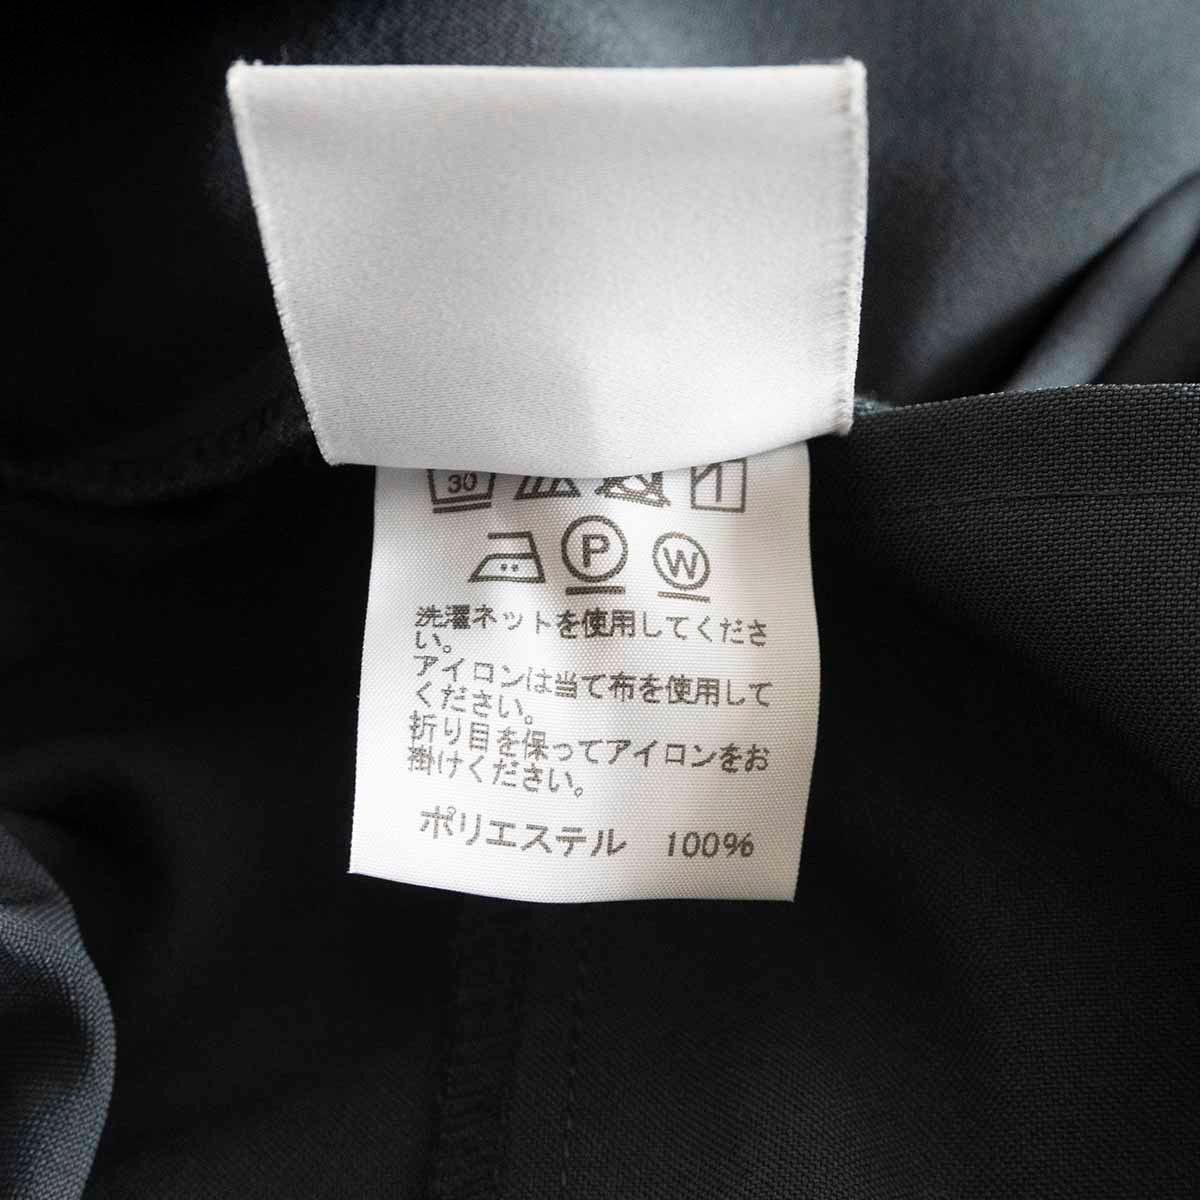 30
P W
洗濯ネットを使用してくださ
い。
アイロンは当て布を使用して
ください。
折り目を保ってアイロンをお
掛けください。
ポリエステル 100%